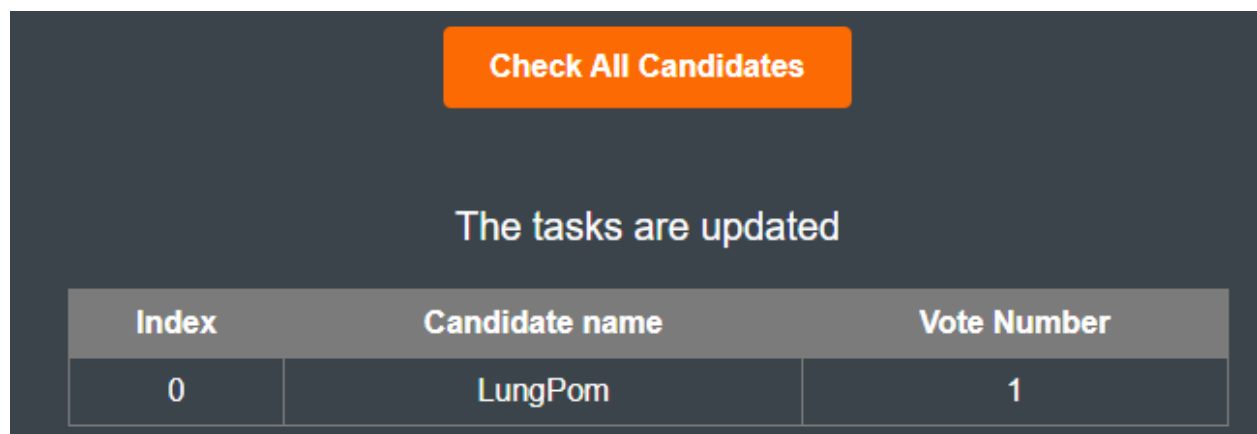 Check All Candidates
The tasks are updated
Index Candidate name Vote Number
0 LungPom 1